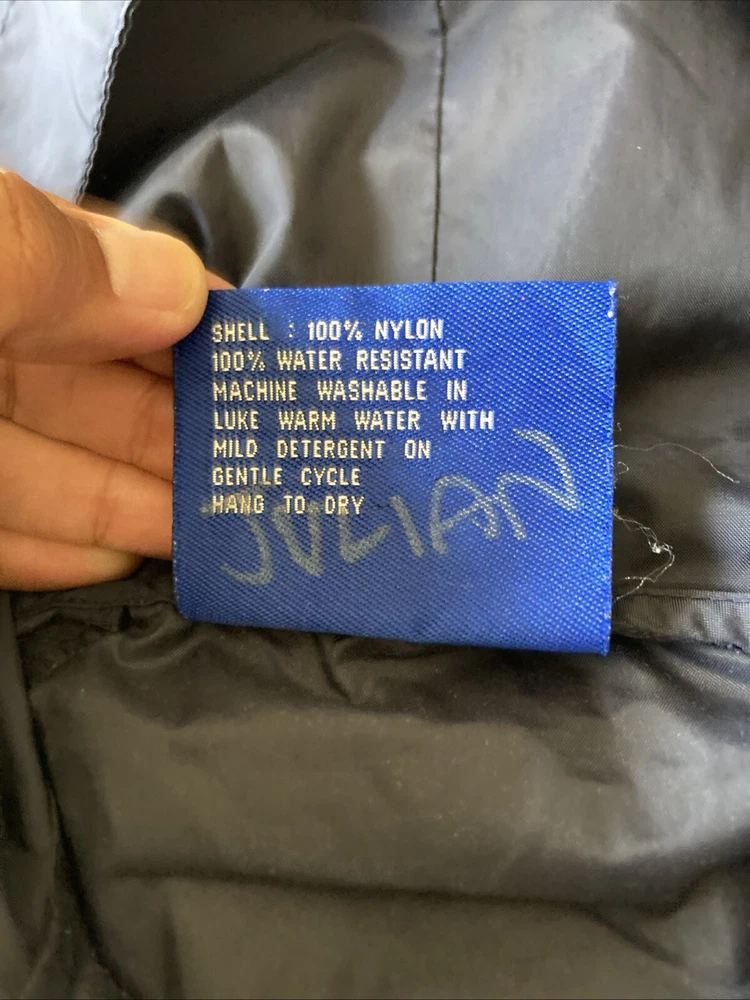 SHELL : 100% NYLON
100% WATER RESISTANT
MACHINE WASHABLE IN
LUKE WARM WATER WITH
MILD DETERGENT ON
GENTLE CYCLE
HANG TO DRY
JULIAN